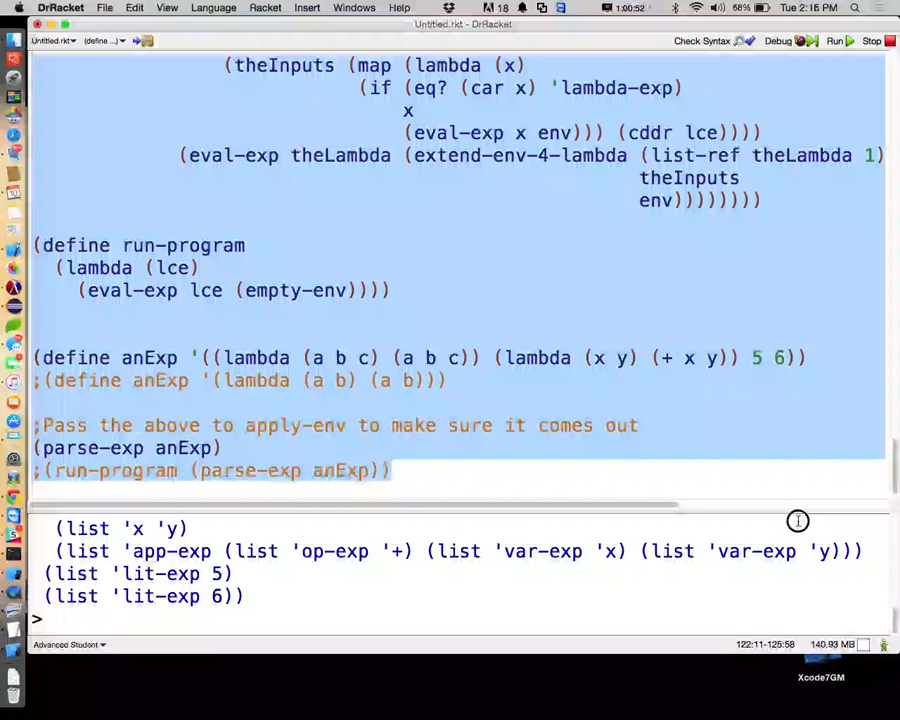 DrRacket File Edit View Language Racket Insert Windows Help 18 1:00:52 68% Tue 2:16 PM
Untitled.rkt - DrRacket
Untitled.rkt (define ...) Check Syntax Debug Run Stop
(theInputs (map (lambda (x)
(if (eq? (car x) 'lambda-exp)
x
(eval-exp x env))) (cddr lce))))
(eval-exp theLambda (extend-env-4-lambda (list-ref theLambda 1)
theInputs
env))))))))
(define run-program
(lambda (lce)
(eval-exp lce (empty-env))))
(define anExp '((lambda (a b c) (a b c)) (lambda (x y) (+ x y)) 5 6))
;(define anExp '(lambda (a b) (a b)))
;Pass the above to apply-env to make sure it comes out
(parse-exp anExp)
;(run-program (parse-exp anExp))
(list 'x 'y)
(list 'app-exp (list 'op-exp '+) (list 'var-exp 'x) (list 'var-exp 'y)))
(list 'lit-exp 5)
(list 'lit-exp 6))
>
Advanced Student 122:11-125:58 140.93 MB
Xcode7GM